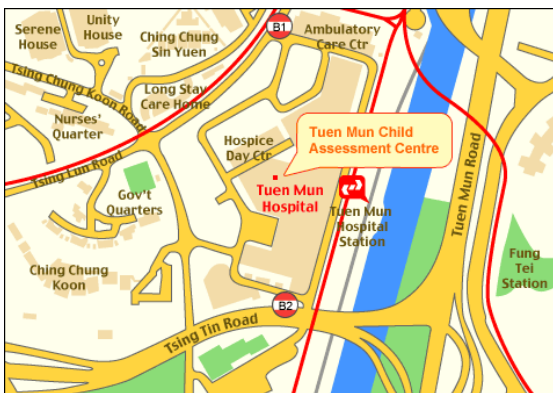 B1
Serene
House
Unity
House
Ching Chung
Sin Yuen
Ambulatory
Care Ctr
Tsing Chung Koon Road
Long Stay
Care Home
Nurses'
Quarter
Hospice
Day Ctr
Tuen Mun Child
Assessment Centre
Tsing Lun Road
Gov't
Quarters
Tuen Mun
Hospital
Tuen Mun
Hospital
Station
Tuen Mun Road
Fung
Tei
Station
Ching Chung
Koon
B2
Tsing Tin Road